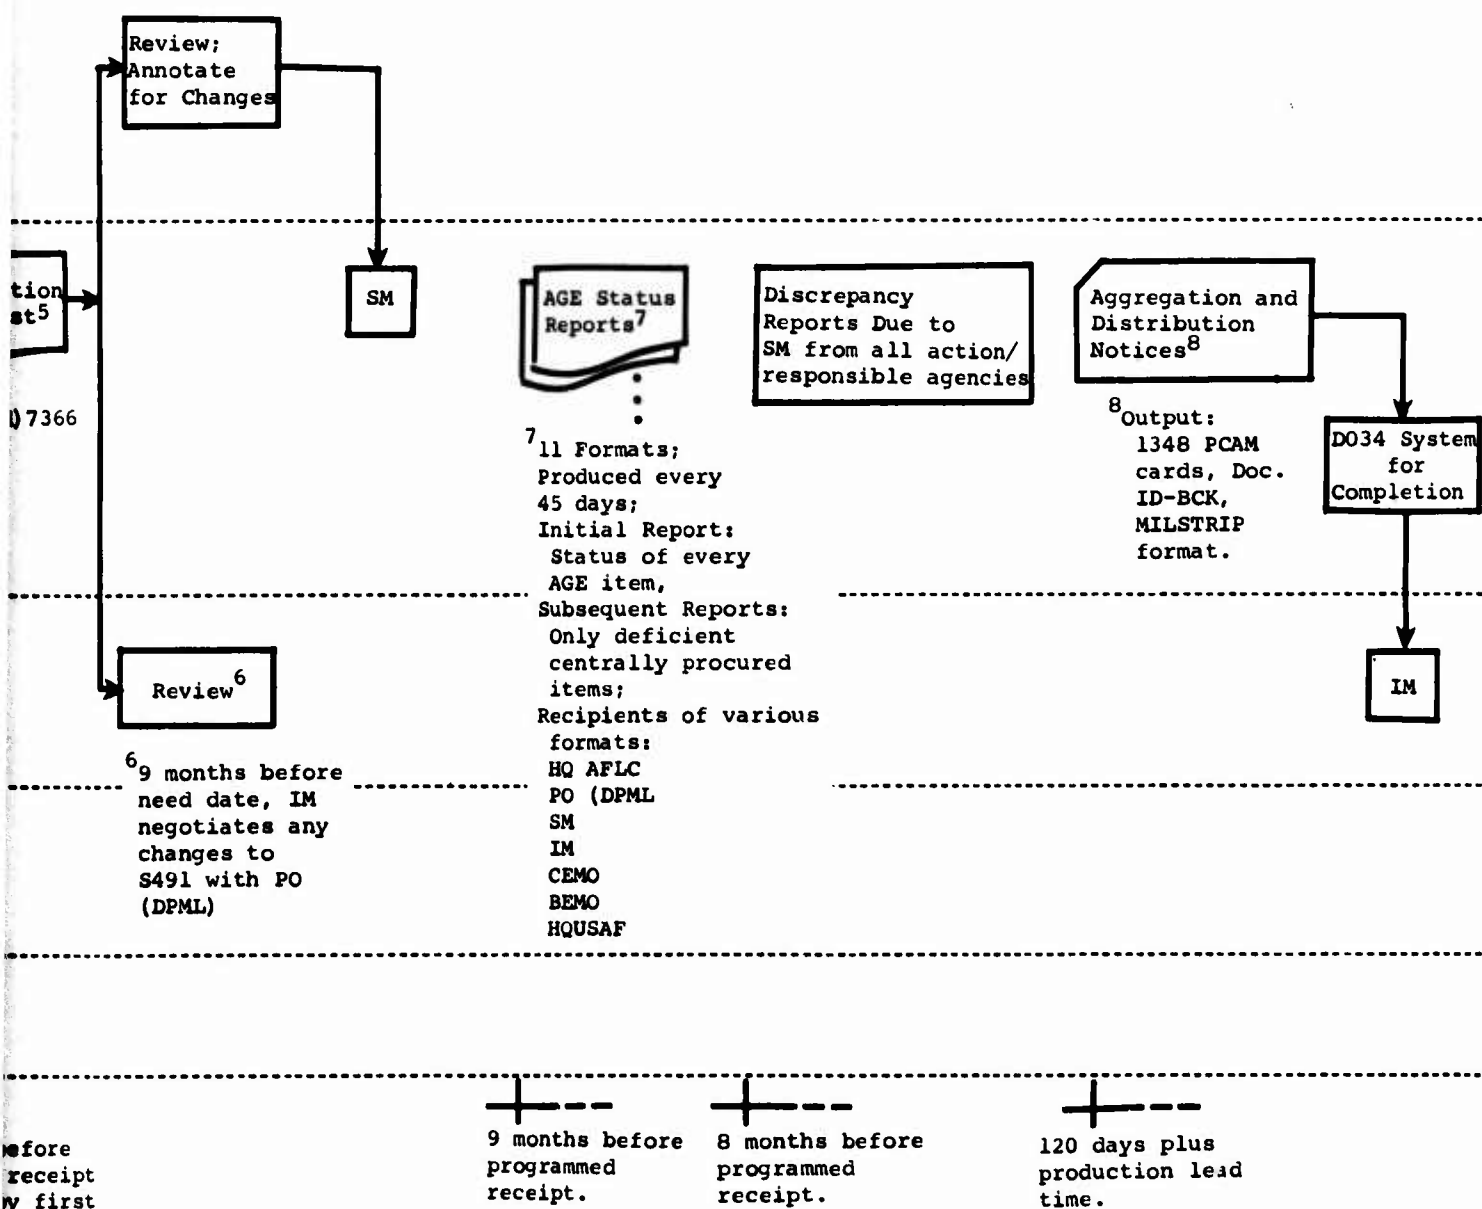 Review;
Annotate
for Changes
tion
st5
)7366
SM
AGE Status
Reports7
Discrepancy
Reports Due to
SM from all action/
responsible agencies
Aggregation and
Distribution
Notices8
8Output:
1348 PCAM
cards, Doc.
ID-BCK,
MILSTRIP
format.
DO34 System
for
Completion
IM
711 Formats;
Produced every
45 days;
Initial Report:
Status of every
AGE item,
Subsequent Reports:
Only deficient
centrally procured
items;
Recipients of various
formats:
HQ AFLC
PO (DPML
SM
IM
CEMO
BEMO
HQUSAF
Review6
69 months before
need date, IM
negotiates any
changes to
S491 with PO
(DPML)
efore
receipt
first
9 months before
programmed
receipt.
8 months before
programmed
receipt.
120 days plus
production lead
time.